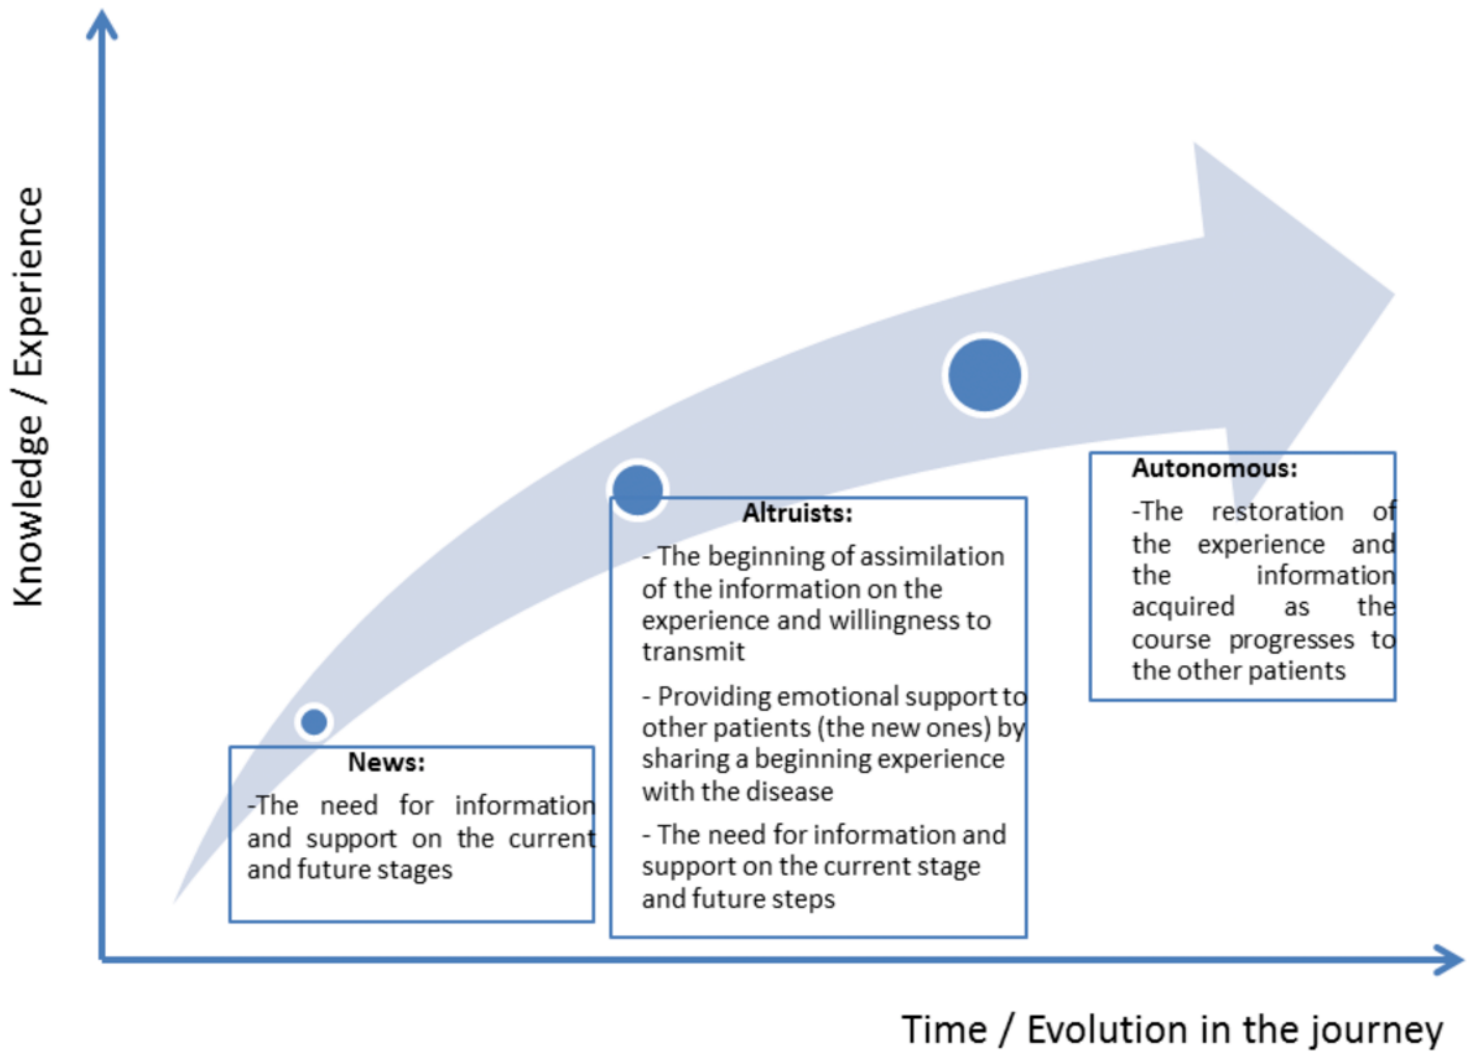 Knowledge / Experience
News:
-The need for information
and support on the current
and future stages
Altruists:
- The beginning of assimilation
of the information on the
experience and willingness to
transmit
- Providing emotional support to
other patients (the new ones) by
sharing a beginning experience
with the disease
- The need for information and
support on the current stage
and future steps
Autonomous:
-The restoration of
the experience and
the information
acquired as the
course progresses to
the other patients
Time / Evolution in the journey